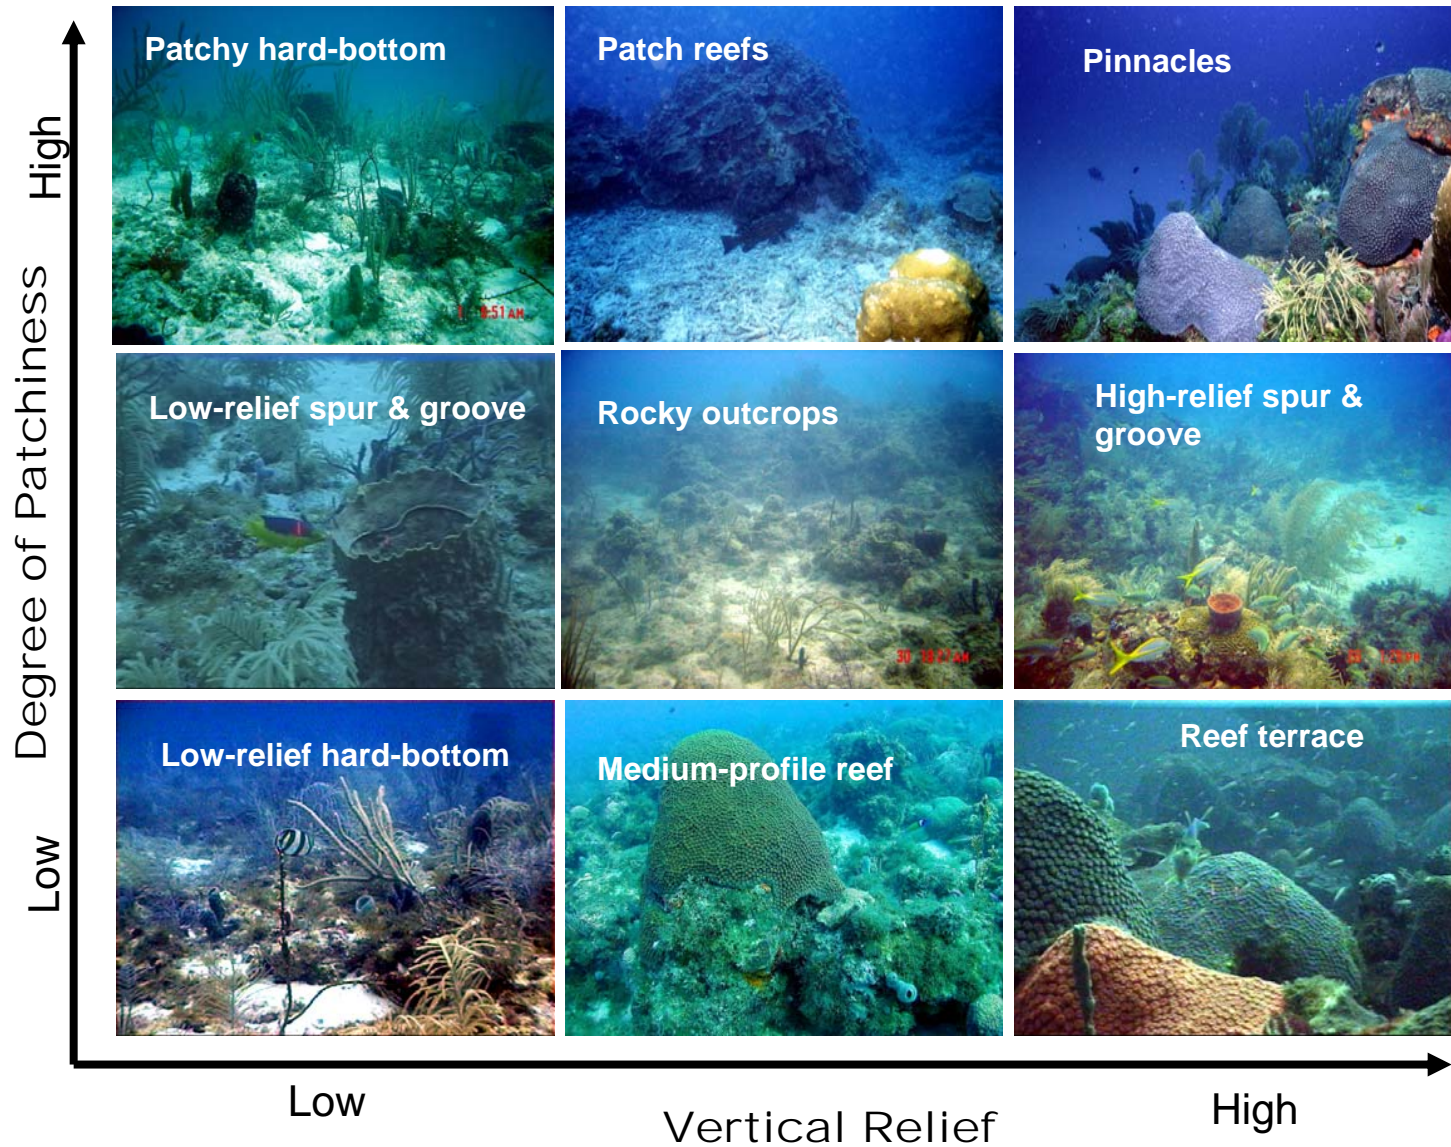 Patchy hard-bottom
Patch reefs
Pinnacles
High
Low-relief spur & groove
Rocky outcrops
High-relief spur &
groove
Degree of Patchiness
Low-relief hard-bottom
Medium-profile reef
Reef terrace
Low
Low
Vertical Relief
High